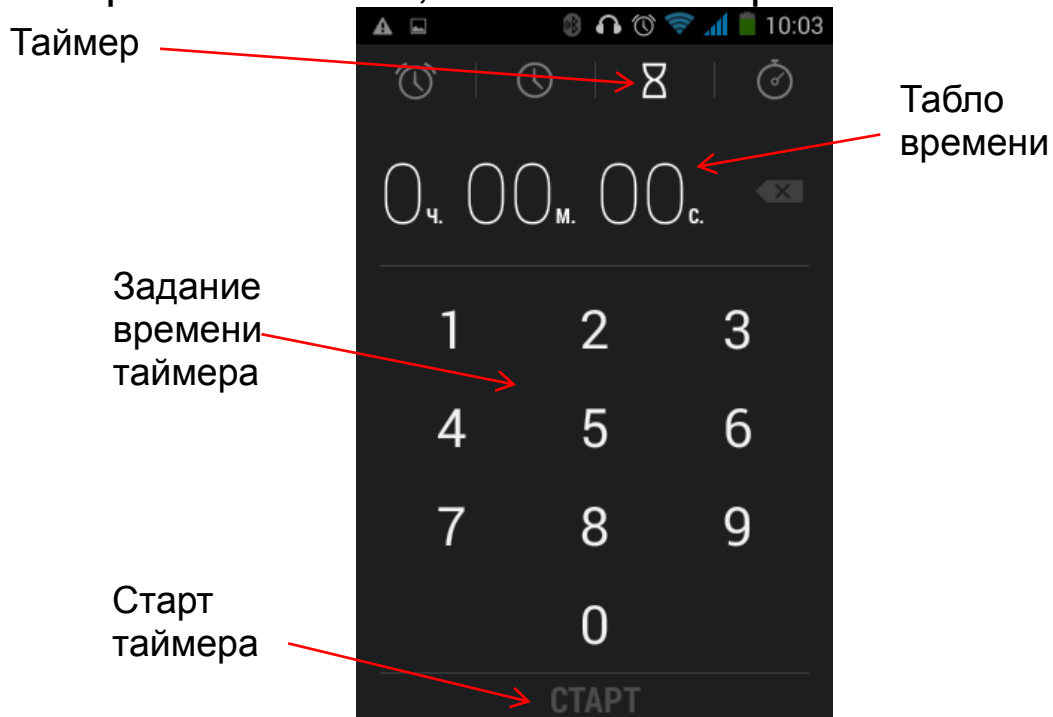 10:03
Таймер
Табло
времени
0ч. 00м. 00с.
Задание
времени
таймера
1 2 3
4 5 6
7 8 9
0
Старт
таймера
СТАРТ